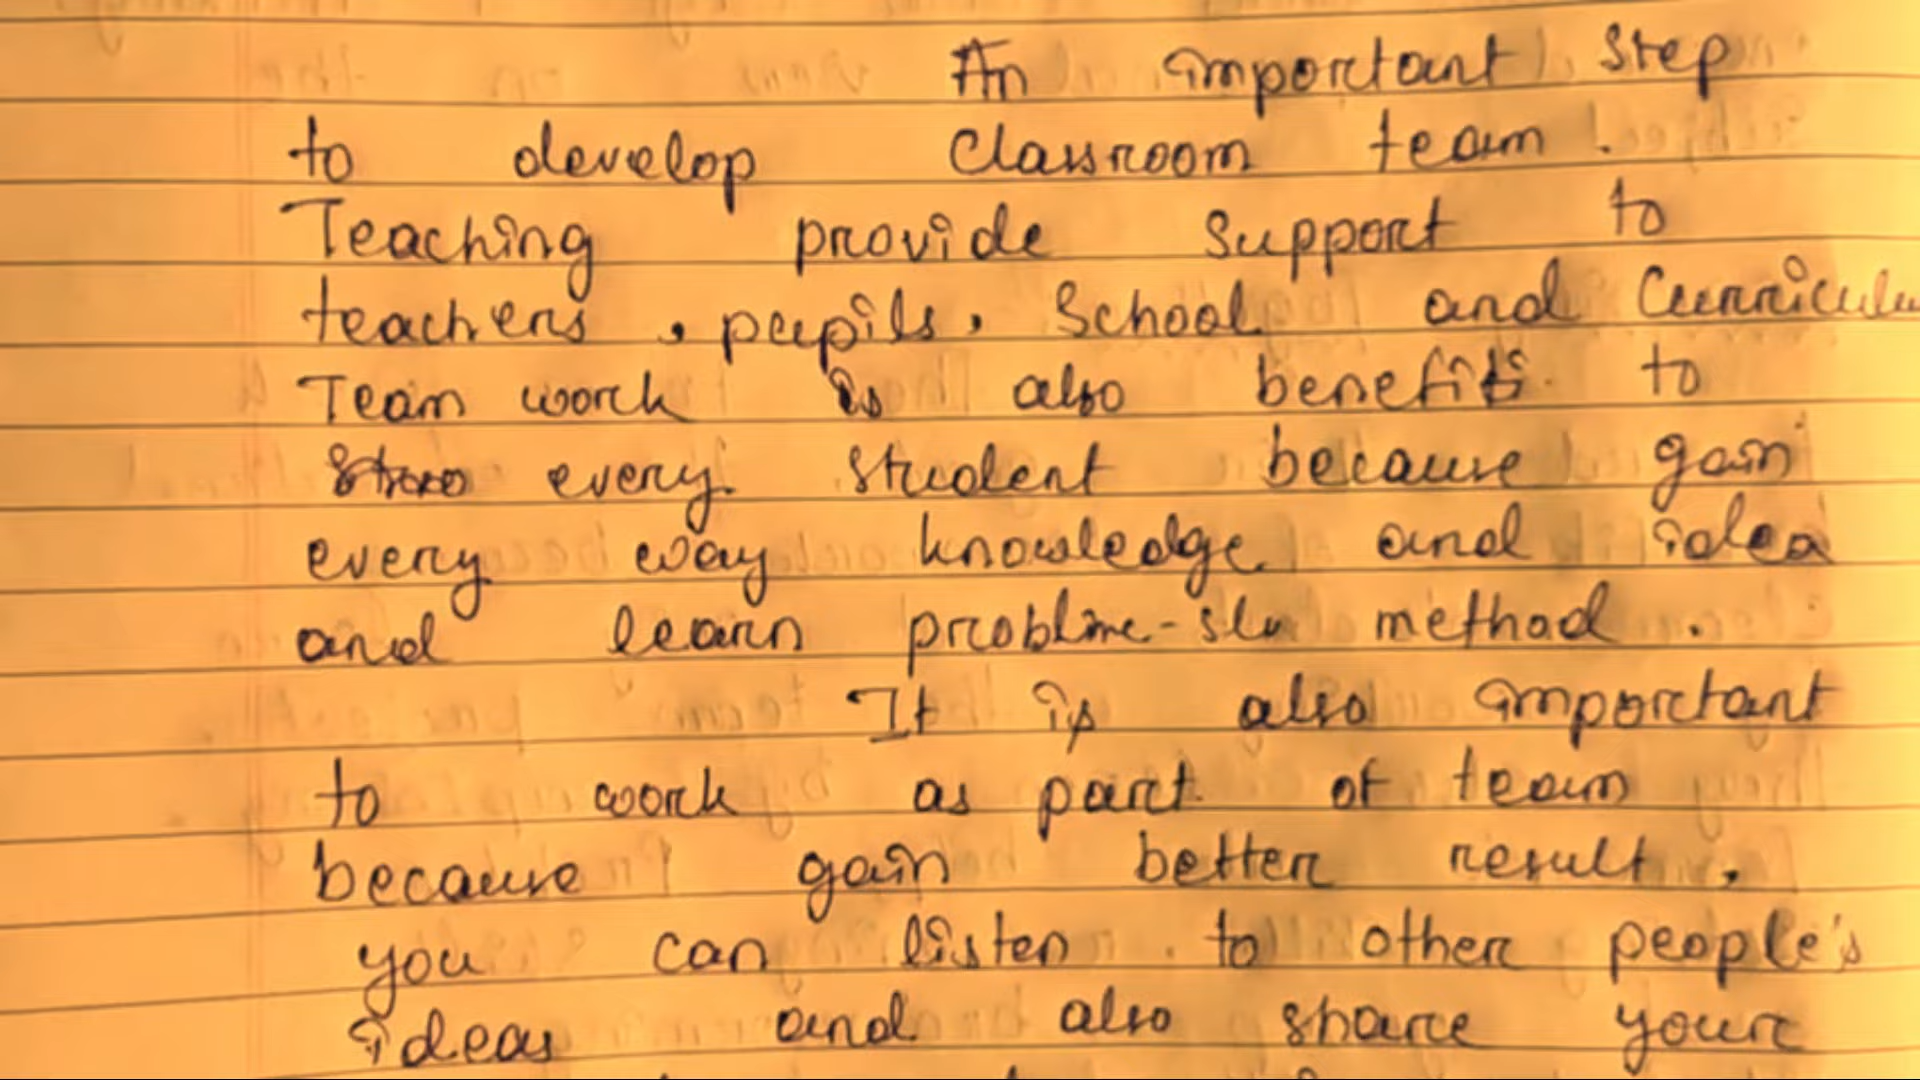 An important step
to develop classroom team.
Teaching provide support to
teachers, pupils, School and Curriculu
Team work is also benefits to
every student because gain
every way knowledge and idea
and learn problme-slu method.
It is also important
to work as part of team
because gain better result,
you can listen to other people's
ideas and also share your